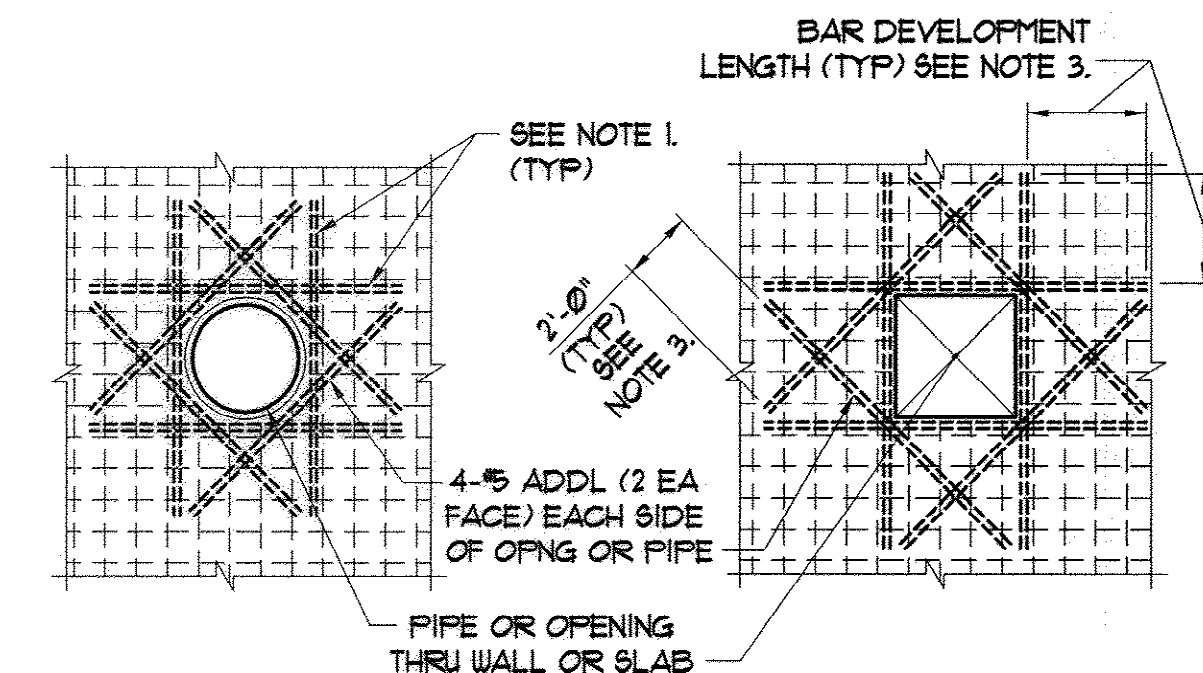 BAR DEVELOPMENT
LENGTH (TYP) SEE NOTE 3.
SEE NOTE 1.
(TYP)
2'-0"
(TYP)
SEE
NOTE 3.
4-#5 ADDL (2 EA
FACE) EACH SIDE
OF OPNG OR PIPE
PIPE OR OPENING
THRU WALL OR SLAB